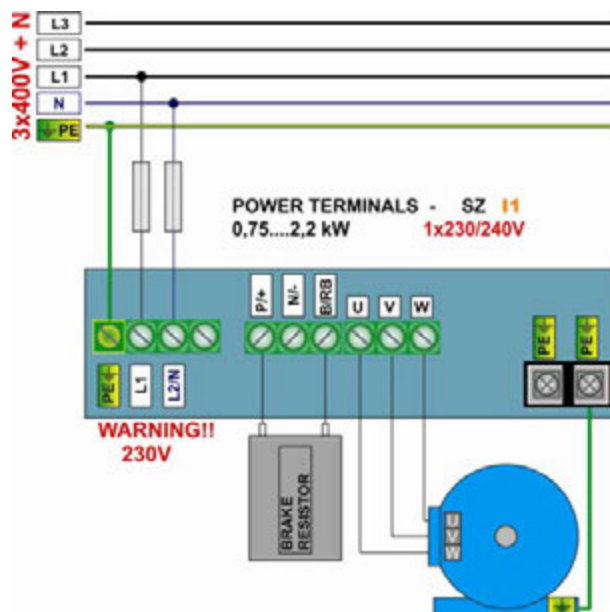 3x400V + N
L3
L2
L1
N
PE
POWER TERMINALS - SZ I1
0,75....2,2 kW 1x230/240V
P/+ N/- B/RB U V W
PE PE
PE L1 L2/N
WARNING!!
230V
BRAKE
RESISTOR
U
V
W